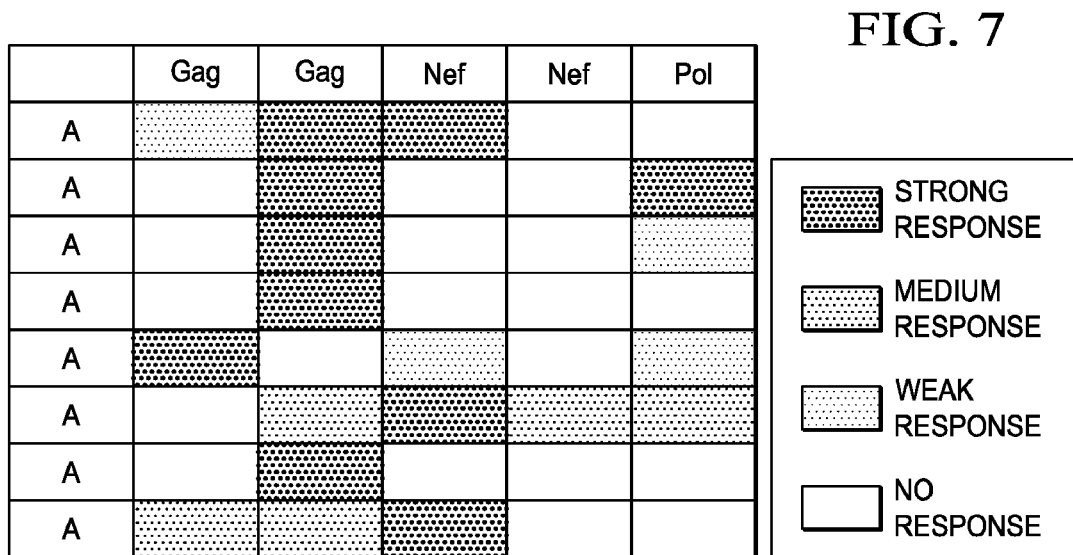 FIG. 7
Gag Gag Nef Nef Pol
A
A
A
A
A
A
A
A
STRONG
RESPONSE
MEDIUM
RESPONSE
WEAK
RESPONSE
NO
RESPONSE